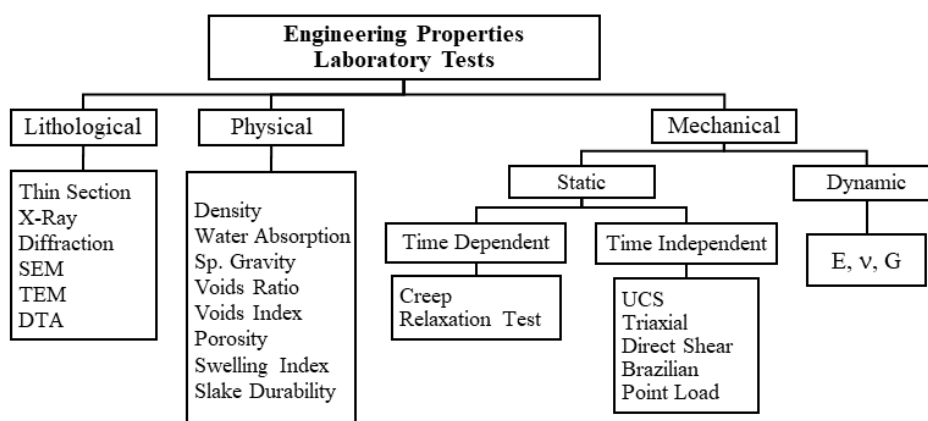 Engineering Properties
Laboratory Tests
Lithological
Physical
Mechanical
Thin Section
X-Ray
Diffraction
SEM
TEM
DTA
Density
Water Absorption
Sp. Gravity
Voids Ratio
Voids Index
Porosity
Swelling Index
Slake Durability
Static
Dynamic
Time Dependent
Time Independent
E, ν, G
Creep
Relaxation Test
UCS
Triaxial
Direct Shear
Brazilian
Point Load